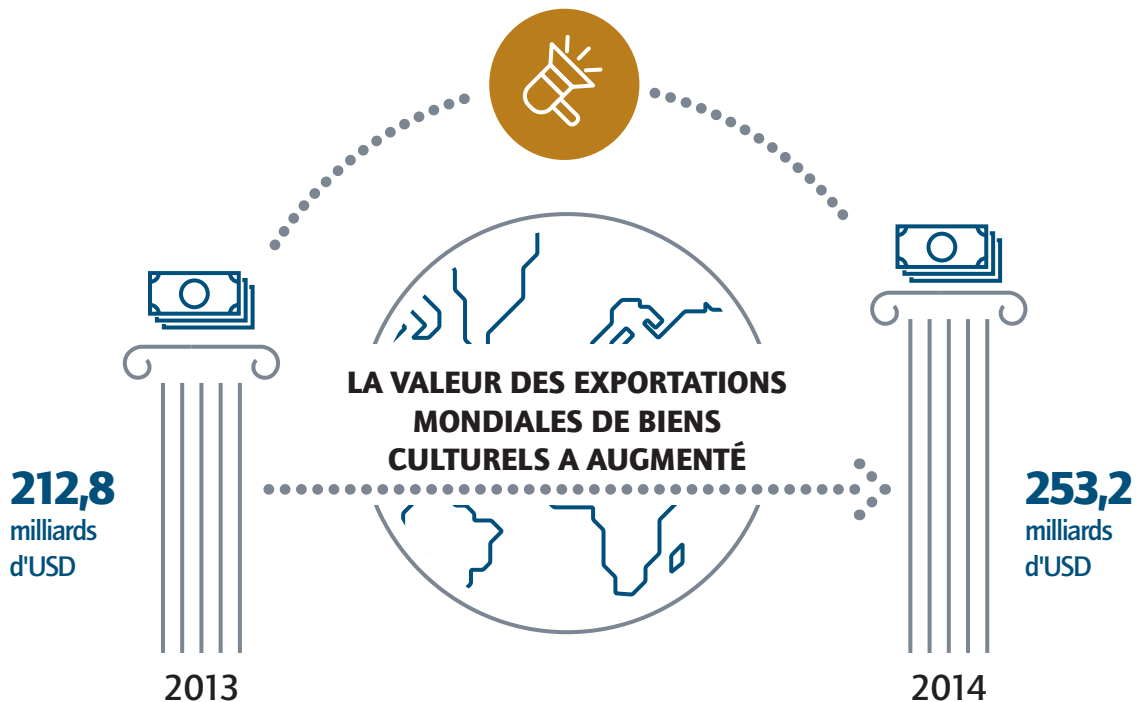 LA VALEUR DES EXPORTATIONS
MONDIALES DE BIENS
CULTURELS A AUGMENTÉ
212,8
milliards
d'USD
2013
253,2
milliards
d'USD
2014